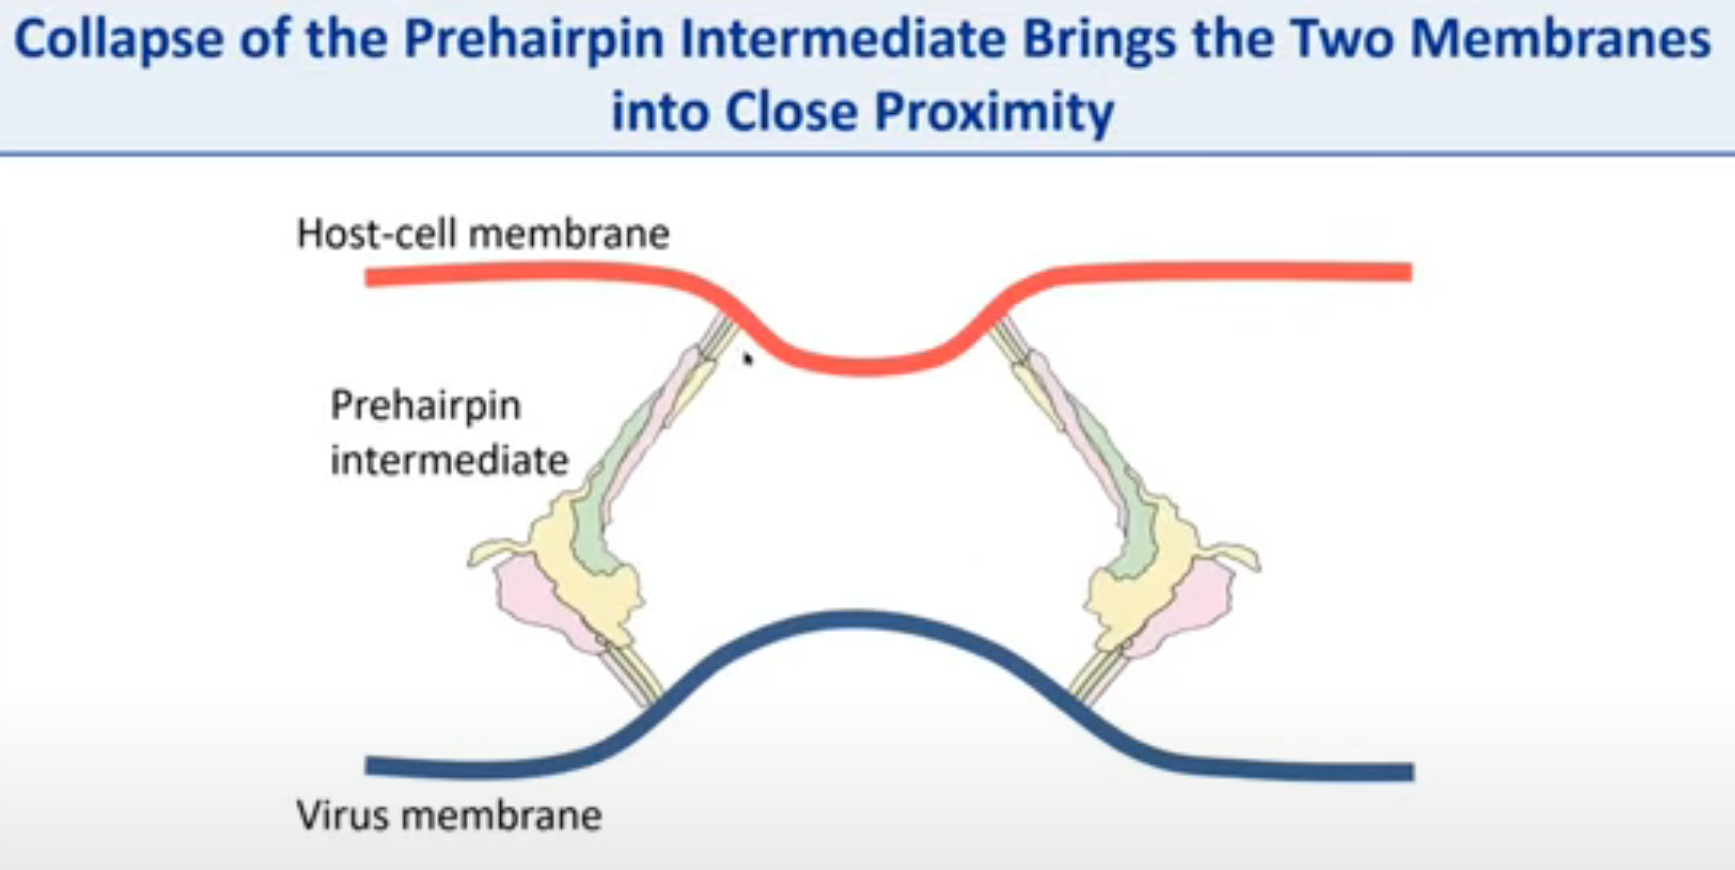 Collapse of the Prehairpin Intermediate Brings the Two Membranes
into Close Proximity
Host-cell membrane
Prehairpin
intermediate
Virus membrane